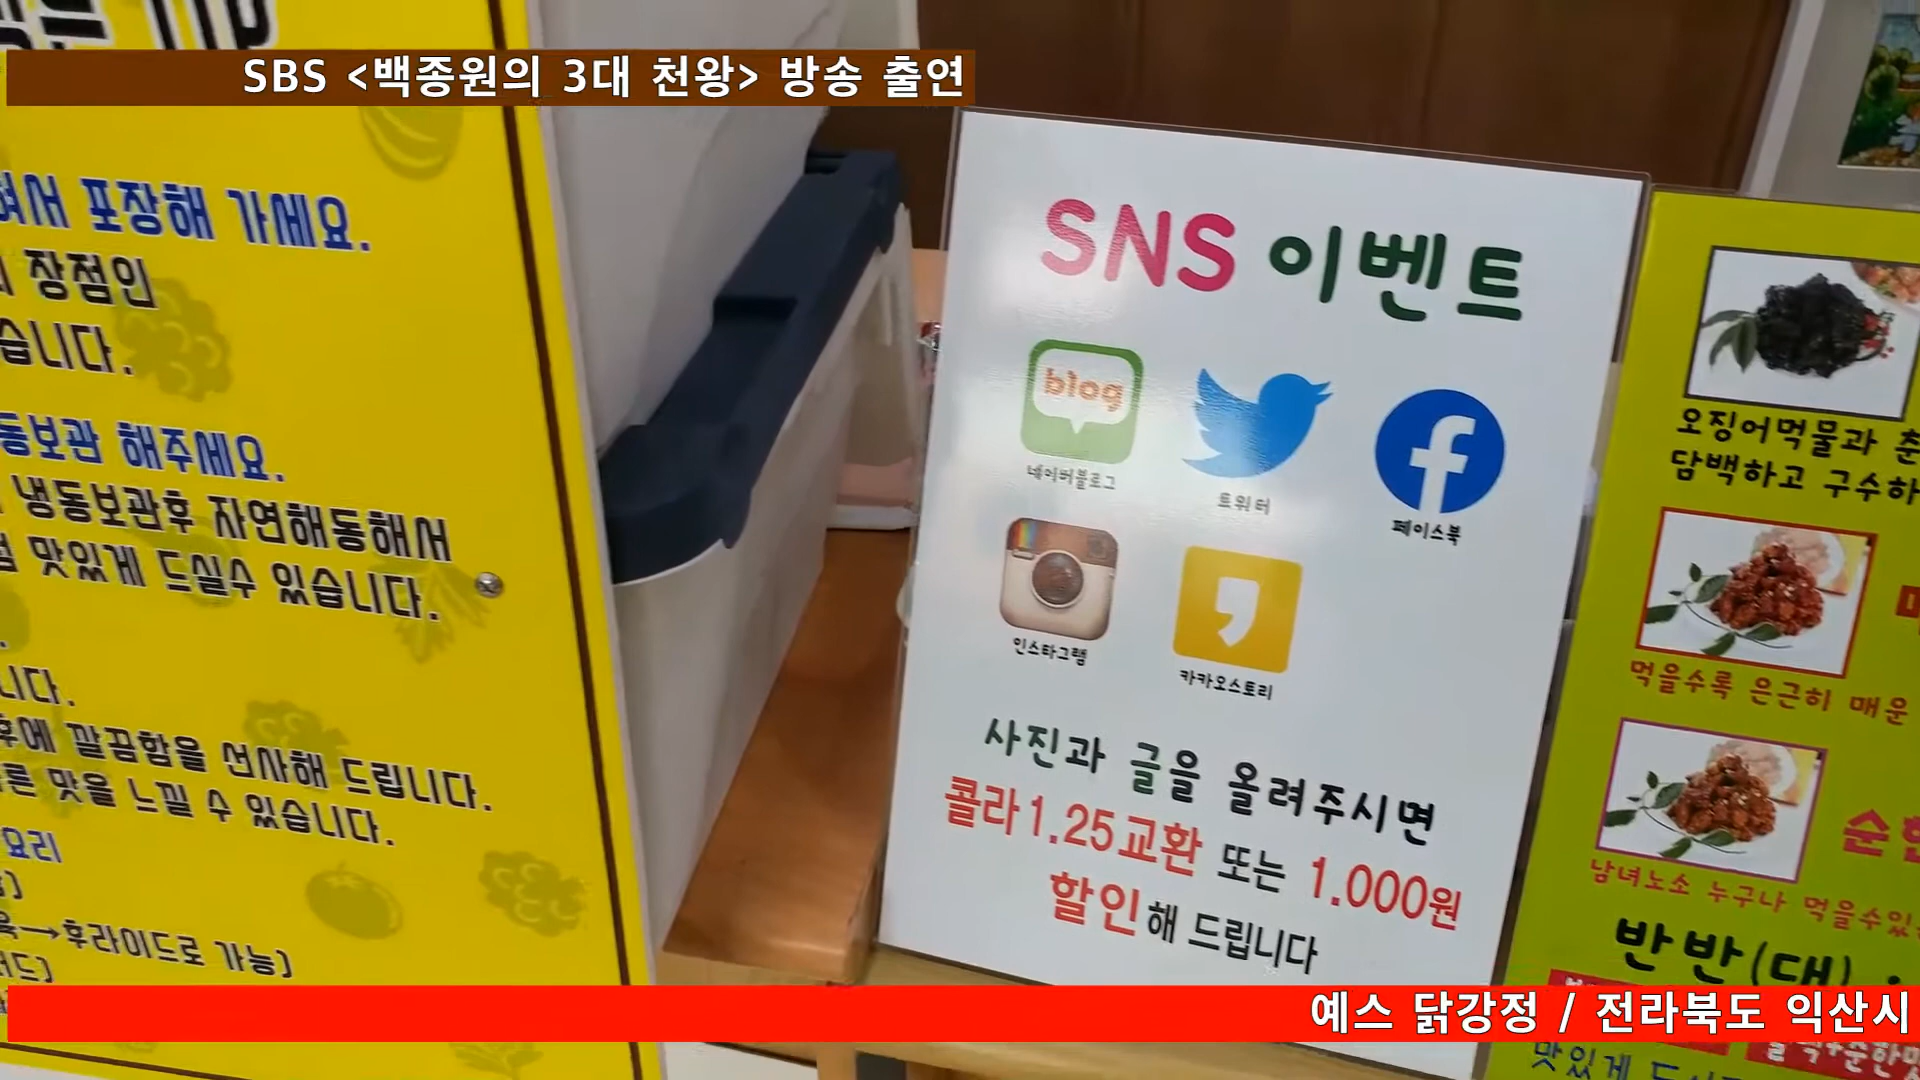 SBS <백종원의 3대 천왕> 방송 출연
포장해 가세요.
장점인
습니다.
동보관 해주세요.
냉동보관후 자연해동해서
맛있게 드실수 있습니다.
니다.
후에 깔끔함을 선사해 드립니다.
른 맛을 느낄 수 있습니다.
요리
→후라이드로 가능)
SNS 이벤트
blog
네이버블로그
트위터
페이스북
인스타그램
카카오스토리
사진과 글을 올려주시면
콜라1.25교환 또는 1.000원
할인해 드립니다
오징어먹물과
담백하고 구수하
먹을수록 은근히 매운
순한
남녀노소 누구나 먹을수있
반반(대)
예스 닭강정 / 전라북도 익산시
맛있게